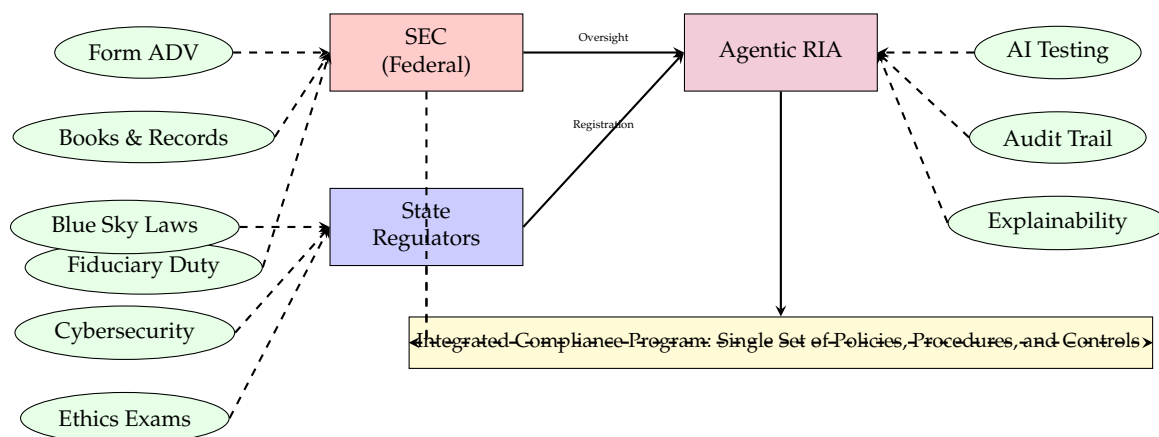 Form ADV
SEC
(Federal)
Oversight
Agentic RIA
AI Testing
Books & Records
Registration
Audit Trail
Blue Sky Laws
State
Regulators
Explainability
Fiduciary Duty
Cybersecurity
Integrated Compliance Program: Single Set of Policies, Procedures, and Controls
Ethics Exams